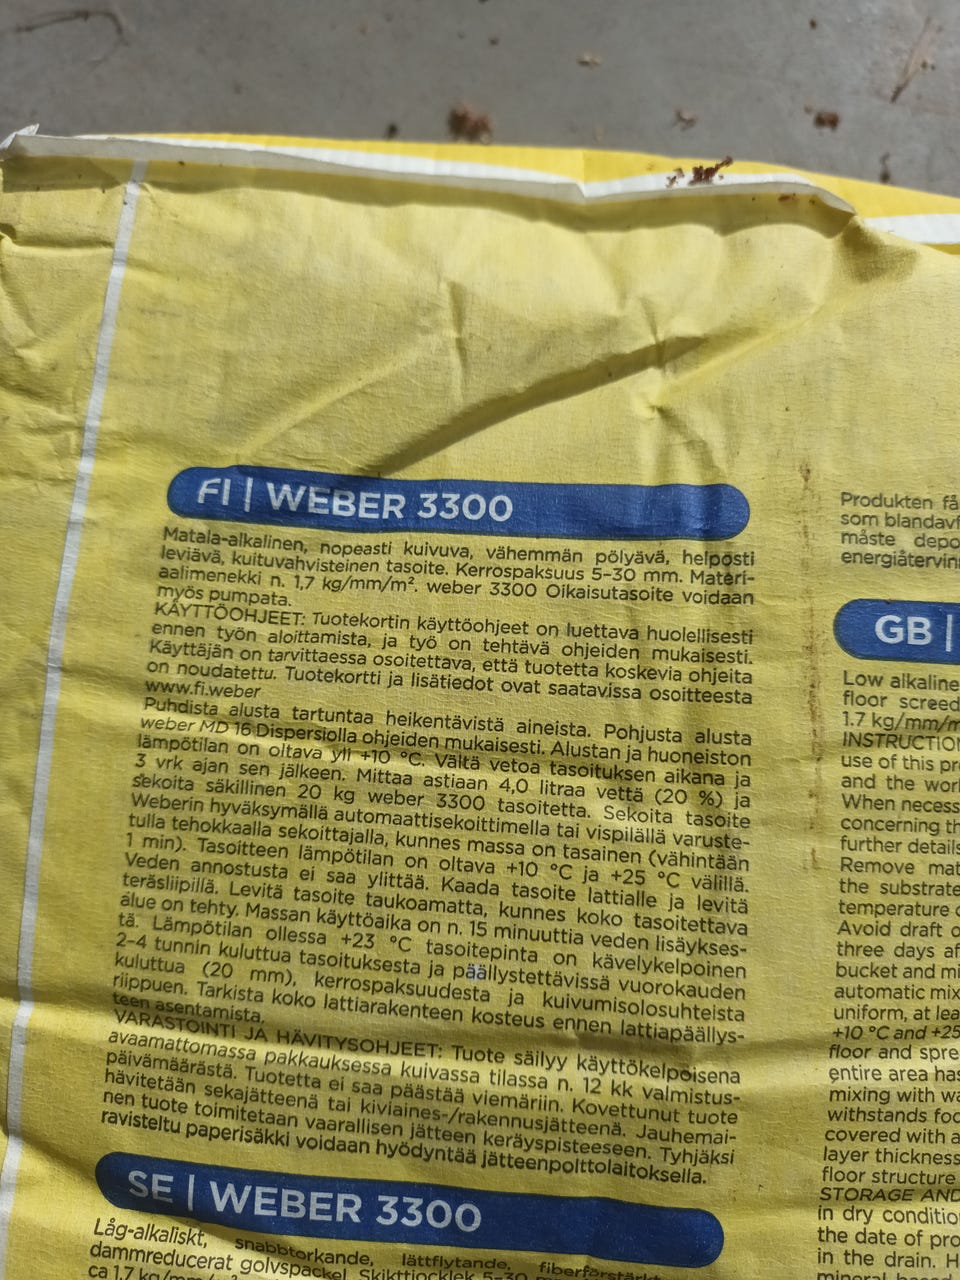 FI | WEBER 3300
Matala-alkalinen, nopeasti kuivuva, vähemmän pölyävä, helposti
leviävä, kuituvahvisteinen tasoite. Kerrospaksuus 5–30 mm. Materi-
aalimenekki n. 1,7 kg/mm/m². weber 3300 Oikaisutasoite voidaan
myös pumpata.
KÄYTTÖOHJEET: Tuotekortin käyttöohjeet on luettava huolellisesti
ennen työn aloittamista, ja työ on tehtävä ohjeiden mukaisesti.
Käyttäjän on tarvittaessa osoitettava, että tuotetta koskevia ohjeita
on noudatettu. Tuotekortti ja lisätiedot ovat saatavissa osoitteesta
www.fi.weber
Puhdista alusta tartuntaa heikentävistä aineista. Pohjusta alusta
weber MD 16 Dispersiolla ohjeiden mukaisesti. Alustan ja huoneiston
lämpötilan on oltava yli +10 °C. Vältä vetoa tasoituksen aikana ja
3 vrk ajan sen jälkeen. Mittaa astiaan 4,0 litraa vettä (20 %) ja
sekoita säkillinen 20 kg weber 3300 tasoitetta. Sekoita tasoite
Weberin hyväksymällä automaattisekoittimella tai vispilällä varuste-
tulla tehokkaalla sekoittajalla, kunnes massa on tasainen (vähintään
1 min). Tasoitteen lämpötilan on oltava +10 °C ja +25 °C välillä.
Veden annostusta ei saa ylittää. Kaada tasoite lattialle ja levitä
teräsliipillä. Levitä tasoite taukoamatta, kunnes koko tasoitettava
alue on tehty. Massan käyttöaika on n. 15 minuuttia veden lisäykses-
tä. Lämpötilan ollessa +23 °C tasoitepinta on kävelykelpoinen
2–4 tunnin kuluttua tasoituksesta ja päällystettävissä vuorokauden
kuluttua (20 mm), kerrospaksuudesta ja kuivumisolosuhteista
riippuen. Tarkista koko lattiarakenteen kosteus ennen lattiapäällys-
teen asentamista.
VARASTOINTI JA HÄVITYSOHJEET: Tuote säilyy käyttökelpoisena
avaamattomassa pakkauksessa kuivassa tilassa n. 12 kk valmistus-
päivämäärästä. Tuotetta ei saa päästää viemäriin. Kovettunut tuote
hävitetään sekajätteenä tai kiviaines-/rakennusjätteenä. Jauhemai-
nen tuote toimitetaan vaarallisen jätteen keräyspisteeseen. Tyhjäksi
ravisteltu paperisäkki voidaan hyödyntää jätteenpolttolaitoksella.
SE | WEBER 3300
Låg-alkaliskt, snabbtorkande, lättflytande,
dammreducerat golvspackel. Skikttjocklek 5–30
ca 1,7
Produkten få
som blandavf
måste depo
energiåtervinn
GB |
Low alkaline
floor screed
1.7 kg/mm/m
INSTRUCTION
use of this pr
and the wor
When necess
concerning th
further details
Remove mat
the substrate
temperature o
Avoid draft o
three days af
bucket and mi
automatic mix
uniform, at lea
+10 °C and +25
floor and spre
entire area has
mixing with wa
withstands foo
covered with a
layer thickness
floor structure
STORAGE AND
in dry conditio
the date of pro
in the drain. H